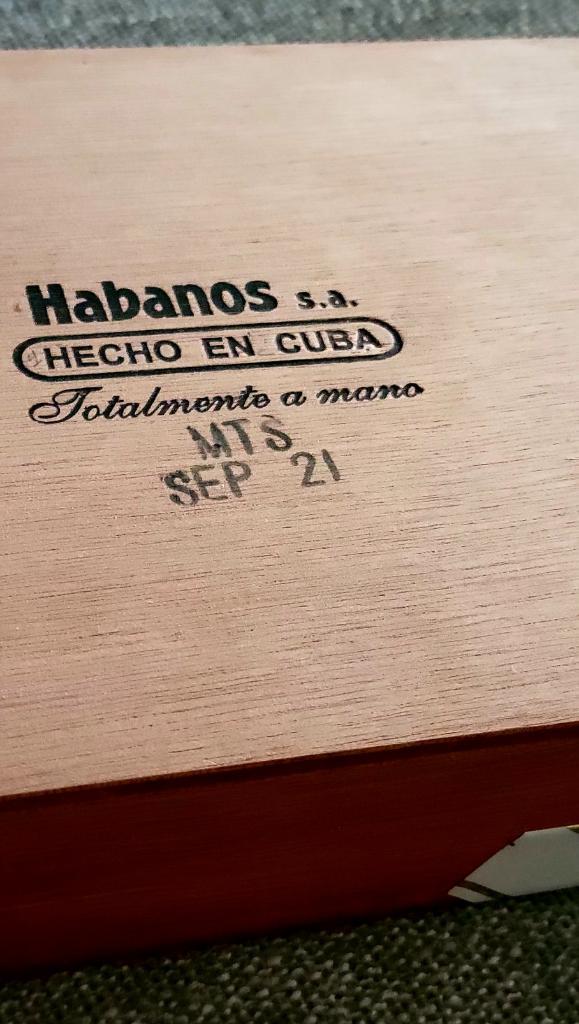 Habanos s.a.
HECHO EN CUBA
Totalmente a mano
MTS
SEP 21